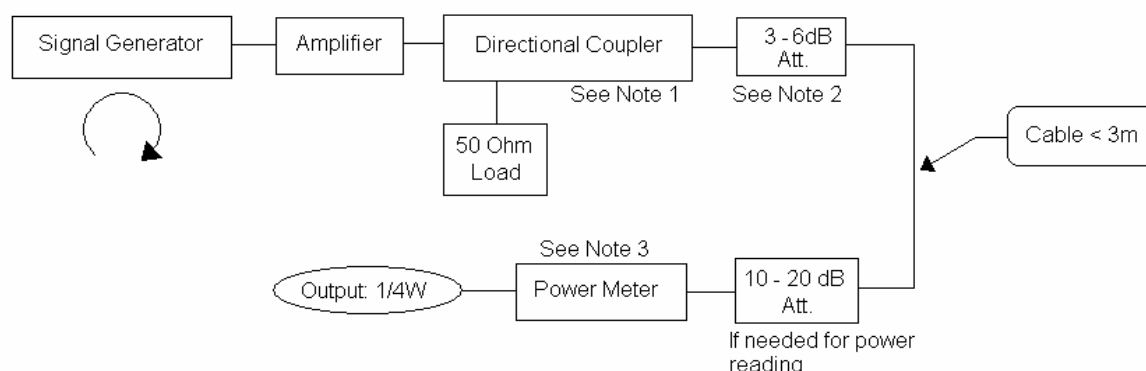 Signal Generator
Amplifier
Directional Coupler
3 - 6dB
Att.
See Note 1
See Note 2
50 Ohm
Load
Cable < 3m
See Note 3
Output: 1/4W
Power Meter
10 - 20 dB
Att.
If needed for power
reading